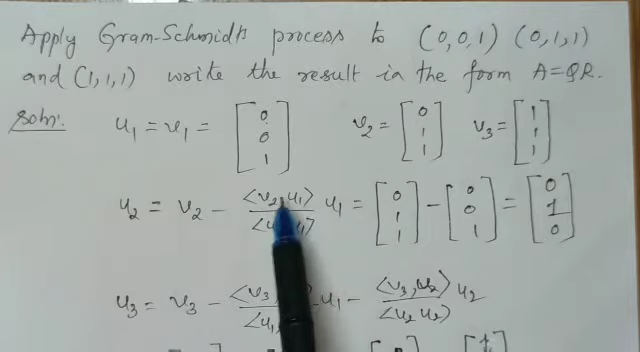 Apply Gram-Schmidt process to (0,0,1) (0,1,1)
and (1,1,1) write the result in the form A=QR.
Soln: u₁ = v₁ = [0 0 1] v₂ = [0 1 1] v₃ = [1 1 1]
u₂ = v₂ - <v₂, u₁> / <u₁> u₁ = [0 1 1] - [0 0 1] = [0 1 0]
u₃ = v₃ - <v₃ / <u₁ u₁ - <v₃, u₂> / <u₂ u₂> u₂